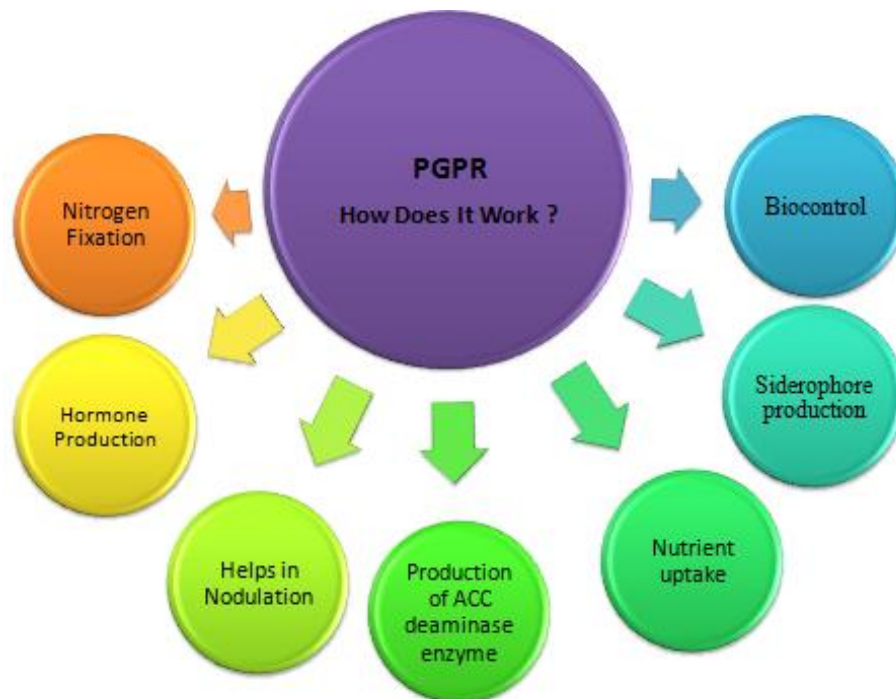 PGPR
How Does It Work ?
Nitrogen
Fixation
Hormone
Production
Helps in
Nodulation
Production
of ACC
deaminase
enzyme
Nutrient
uptake
Siderophore
production
Biocontrol